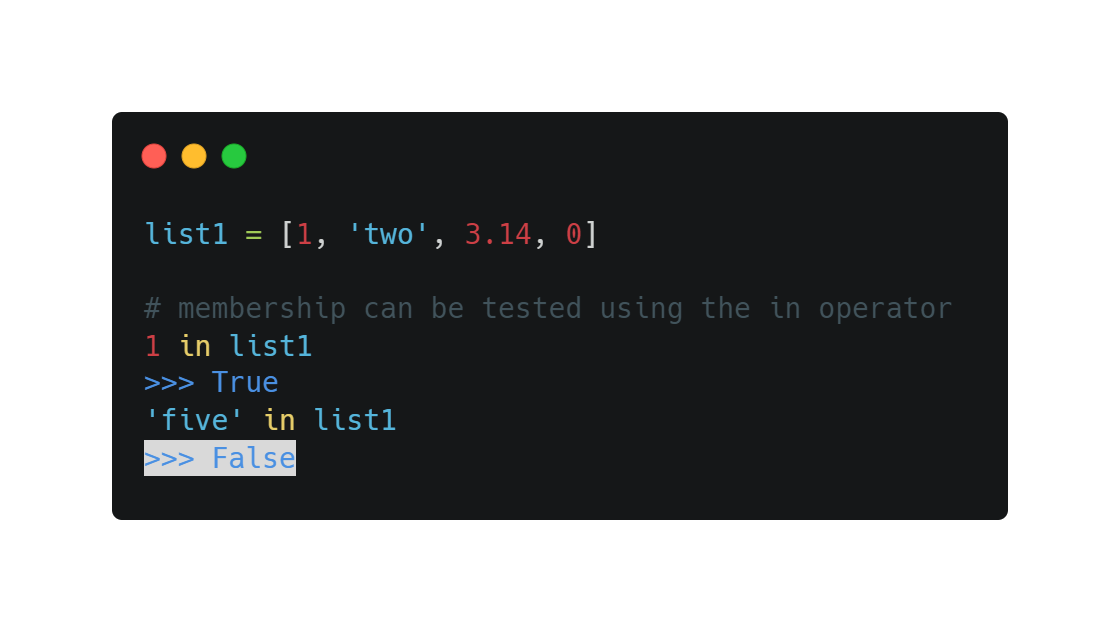 list1 = [1, 'two', 3.14, 0]
# membership can be tested using the in operator
1 in list1
>>> True
'five' in list1
>>> False